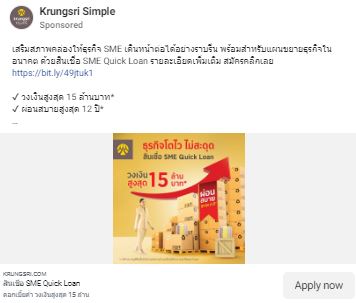 Krungsri Simple
Sponsored
เสริมสภาพคล่องให้ธุรกิจ SME เดินหน้าต่อได้อย่างราบรื่น พร้อมสำหรับแผนขยายธุรกิจใน
อนาคต ด้วยสินเชื่อ SME Quick Loan รายละเอียดเพิ่มเติม สมัครคลิกเลย
https://bit.ly/49jtuk1
✓ วงเงินสูงสุด 15 ล้านบาท*
✓ ผ่อนสบายสูงสุด 12 ปี*
...
ธุรกิจโตไว ไม่สะดุด
สินเชื่อ SME Quick Loan
วงเงิน
สูงสุด 15 ล้าน
บาท*
ผ่อน
สบาย
KRUNGSRI.COM
สินเชื่อ SME Quick Loan
ดอกเบี้ยต่ำ วงเงินสูงสุด 15 ล้าน
Apply now